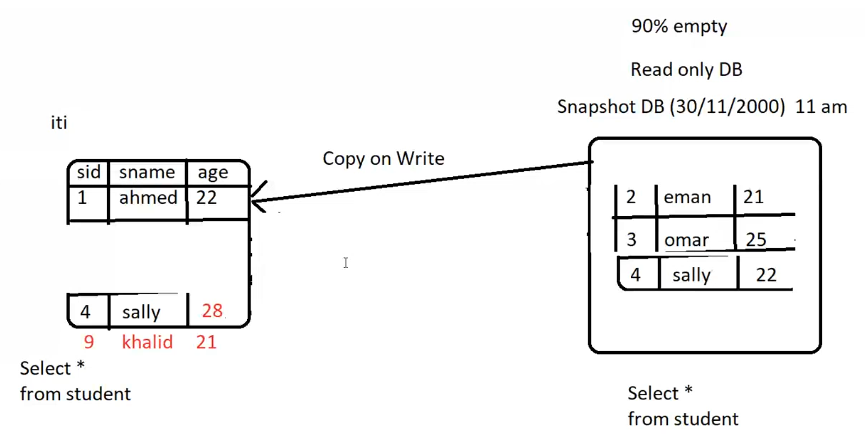 90% empty
Read only DB
Snapshot DB (30/11/2000) 11 am
iti
Copy on Write
sid sname age
1 ahmed 22
4 sally 28
9 khalid 21
Select *
from student
2 eman 21
3 omar 25
4 sally 22
Select *
from student